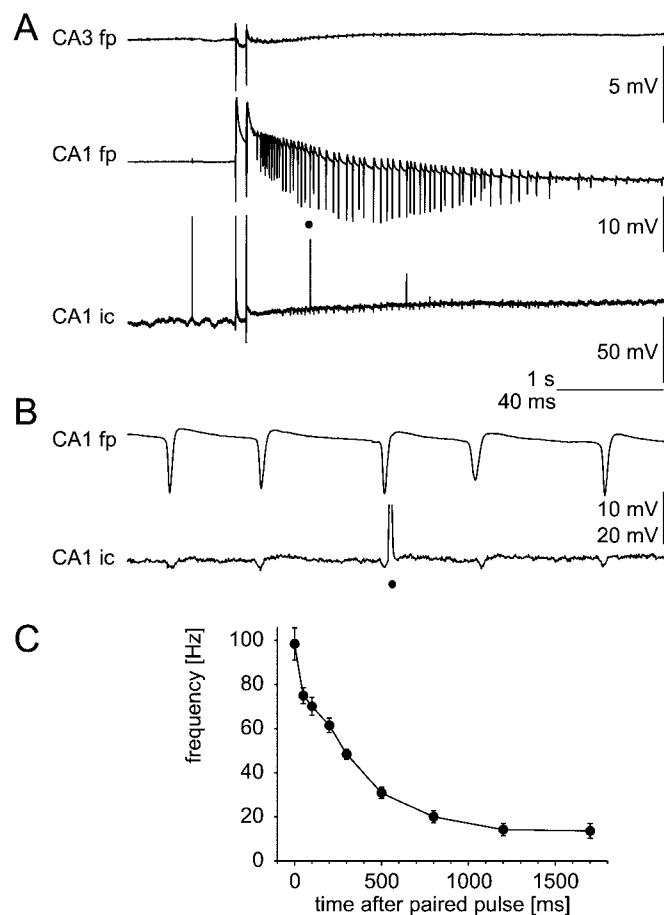 A
CA3 fp
5 mV
CA1 fp
10 mV
CA1 ic
50 mV
1 s
40 ms
B
CA1 fp
10 mV
20 mV
CA1 ic
C
frequency [Hz]
100
80
60
40
20
0
0 500 1000 1500
time after paired pulse [ms]